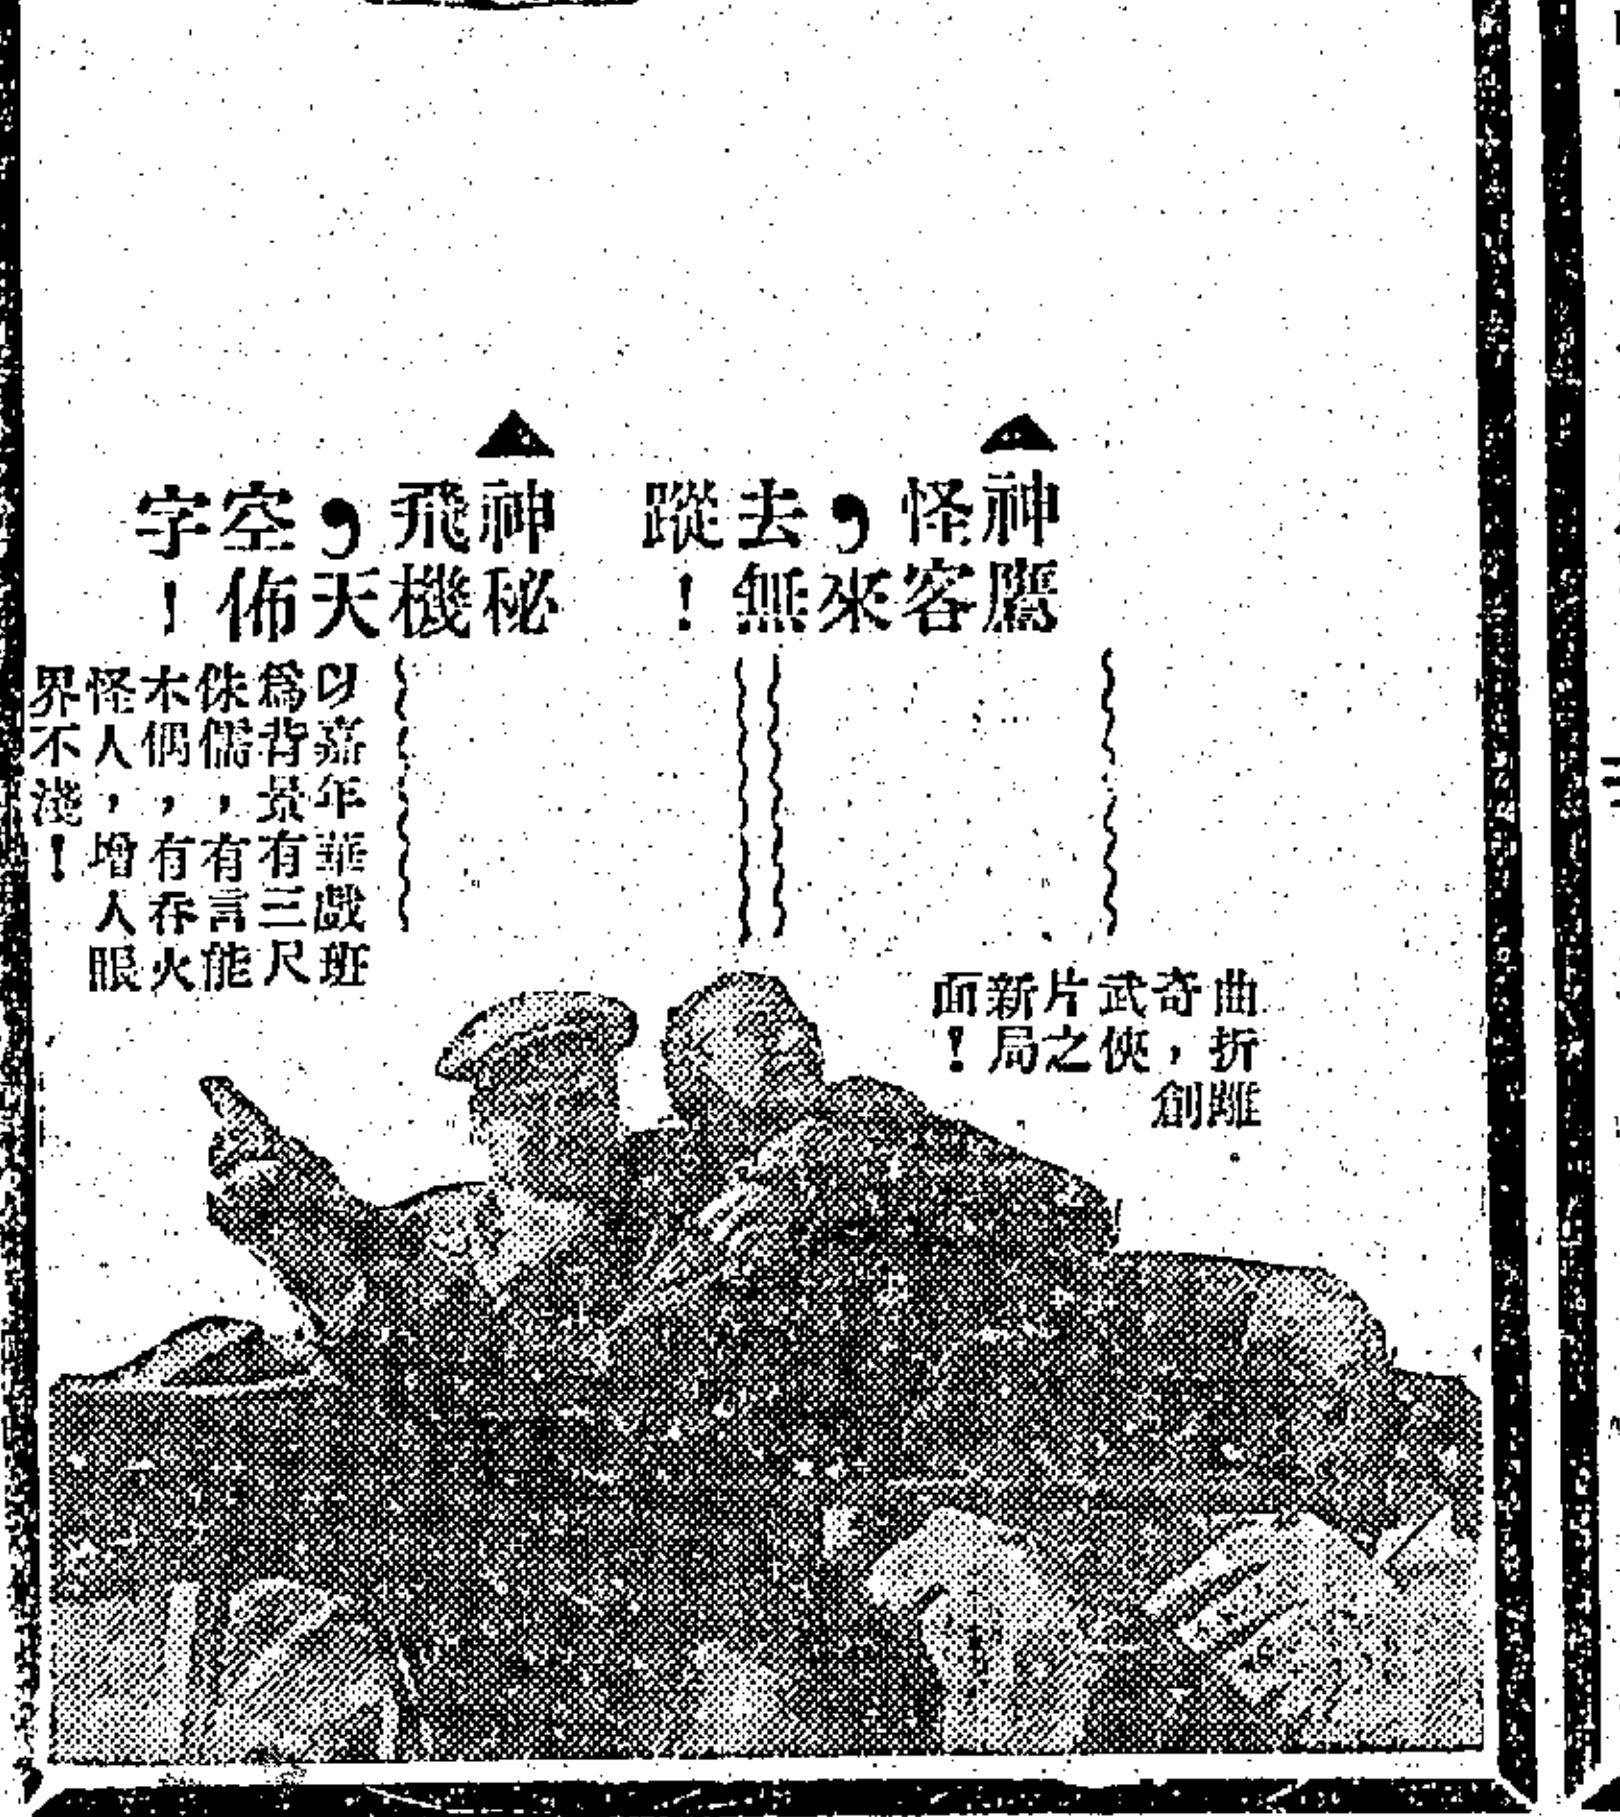 ▲
神鷹
怪客
，來
去無
蹤！
曲折離
奇，創
武俠
片之
新局
面！
▲
神秘
飛機
，天
空佈
字！
以嘉年華戲班
爲背景有三尺
侏儒，有言能
木偶，有吞火
怪人，增人眼
界不淺！